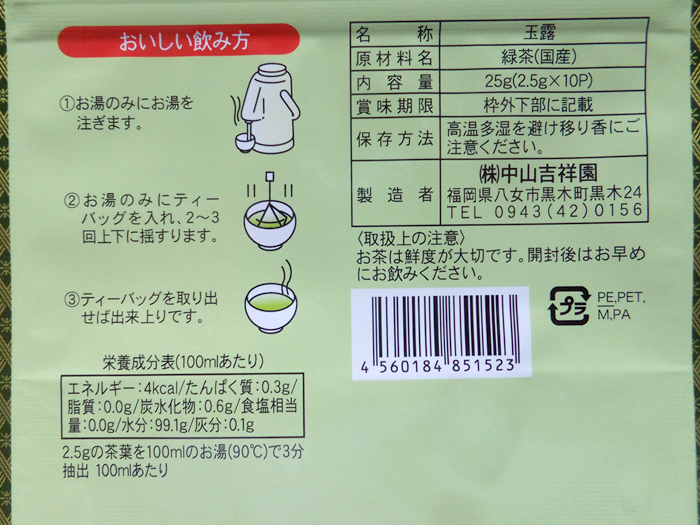 おいしい飲み方
①お湯のみにお湯を
注ぎます。
②お湯のみにティー
バッグを入れ、2～3
回上下に揺すります。
③ティーバッグを取り出
せば出来上りです。
栄養成分表(100mlあたり)
エネルギー:4kcal/たんぱく質:0.3g/
脂質:0.0g/炭水化物:0.6g/食塩相当
量:0.0g/水分:99.1g/灰分:0.1g
2.5gの茶葉を100mlのお湯(90℃)で3分
抽出 100mlあたり
名称 玉露
原材料名 緑茶(国産)
内容量 25g(2.5g×10P)
賞味期限 枠外下部に記載
保存方法 高温多湿を避け移り香にご
注意ください。
製造者 ㈱中山吉祥園
福岡県八女市黒木町黒木24
TEL 0943(42)0156
〈取扱上の注意〉
お茶は鮮度が大切です。開封後はお早め
にお飲みください。
4 560184 851523
プラ PE,PET,
M,PA